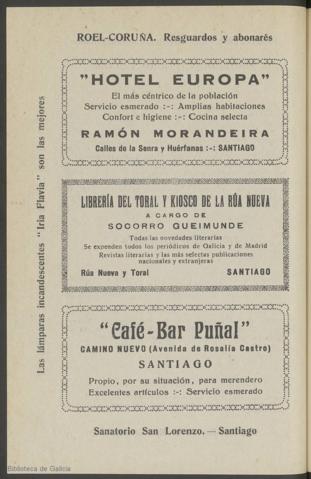 ROEL-CORUÑA. Resguardos y abonarés
"HOTEL EUROPA"
El más céntrico de la población
Servicio esmerado :-: Amplias habitaciones
Confort e higiene :-: Cocina selecta
RAMÓN MORANDEIRA
Calles de la Senra y Huérfanas :-: SANTIAGO
LIBRERÍA DEL TORAL Y KIOSCO DE LA RÚA NUEVA
A CARGO DE
SOCORRO GUEIMUNDE
Todas las novedades literarias
Se expenden todos los periódicos de Galicia y de Madrid
Revistas literarias y las más selectas publicaciones
nacionales y extranjeras
Rúa Nueva y Toral SANTIAGO
"Café-Bar Puñal"
CAMINO NUEVO (Avenida de Rosalía Castro)
SANTIAGO
Propio, por su situación, para merendero
Excelentes artículos :-: Servicio esmerado
Sanatorio San Lorenzo.—Santiago
Las lámparas incandescentes "Iria Flavia" son las mejores
Biblioteca de Galicia